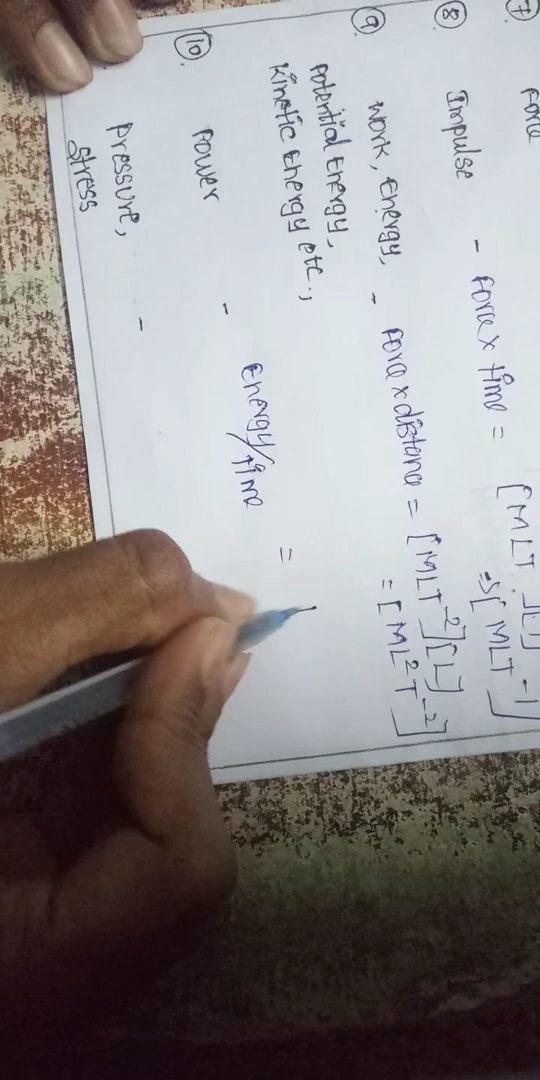 ⑦ Force
⑧ Impulse - Force x time = [MLT
=> [MLT-1]
⑨ Work, Energy, - Force x distance = [MLT-2][L]
Potential Energy, = [ML2T-2]
Kinetic Energy etc.,
⑩ Power - Energy/time =
Pressure, -
Stress